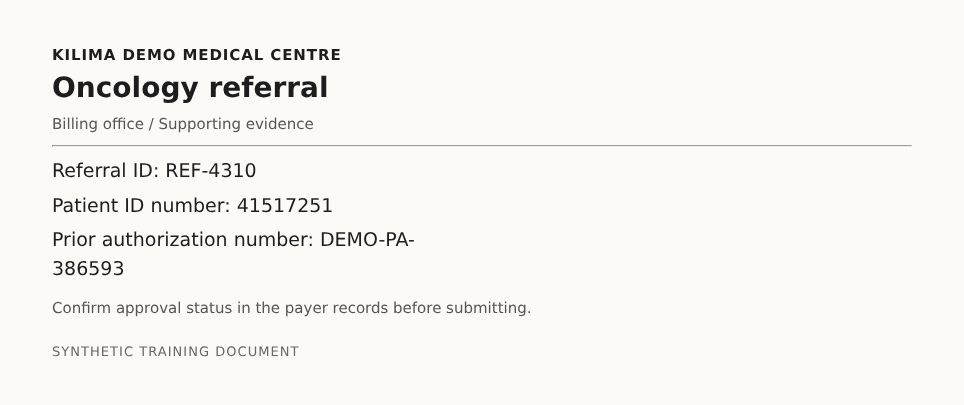 KILIMA DEMO MEDICAL CENTRE
Oncology referral
Billing office / Supporting evidence
Referral ID: REF-4310
Patient ID number: 41517251
Prior authorization number: DEMO-PA-
386593
Confirm approval status in the payer records before submitting.
SYNTHETIC TRAINING DOCUMENT